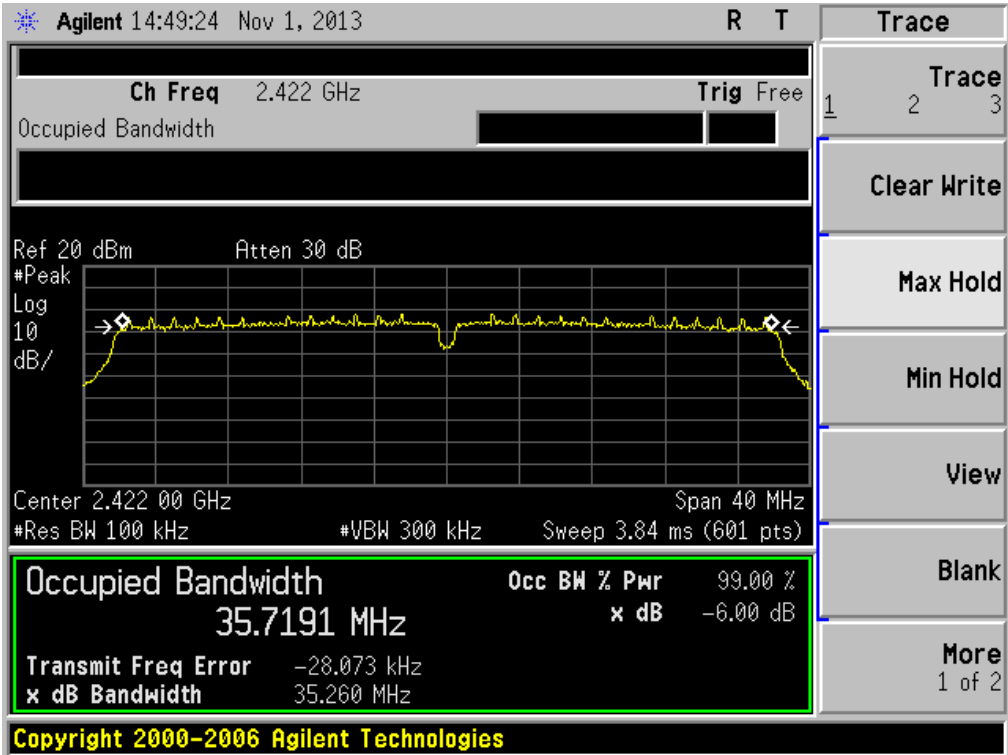 Agilent 14:49:24 Nov 1, 2013 R T
Trace
Ch Freq 2.422 GHz Trig Free
Occupied Bandwidth
Trace
1 2 3
Clear Write
Max Hold
Min Hold
View
Blank
More
1 of 2
Ref 20 dBm Atten 30 dB
#Peak
Log
10
dB/
Center 2.422 00 GHz Span 40 MHz
#Res BW 100 kHz #VBW 300 kHz Sweep 3.84 ms (601 pts)
Occupied Bandwidth Occ BW % Pwr 99.00 %
35.7191 MHz x dB -6.00 dB
Transmit Freq Error -28.073 kHz
x dB Bandwidth 35.260 MHz
Copyright 2000-2006 Agilent Technologies